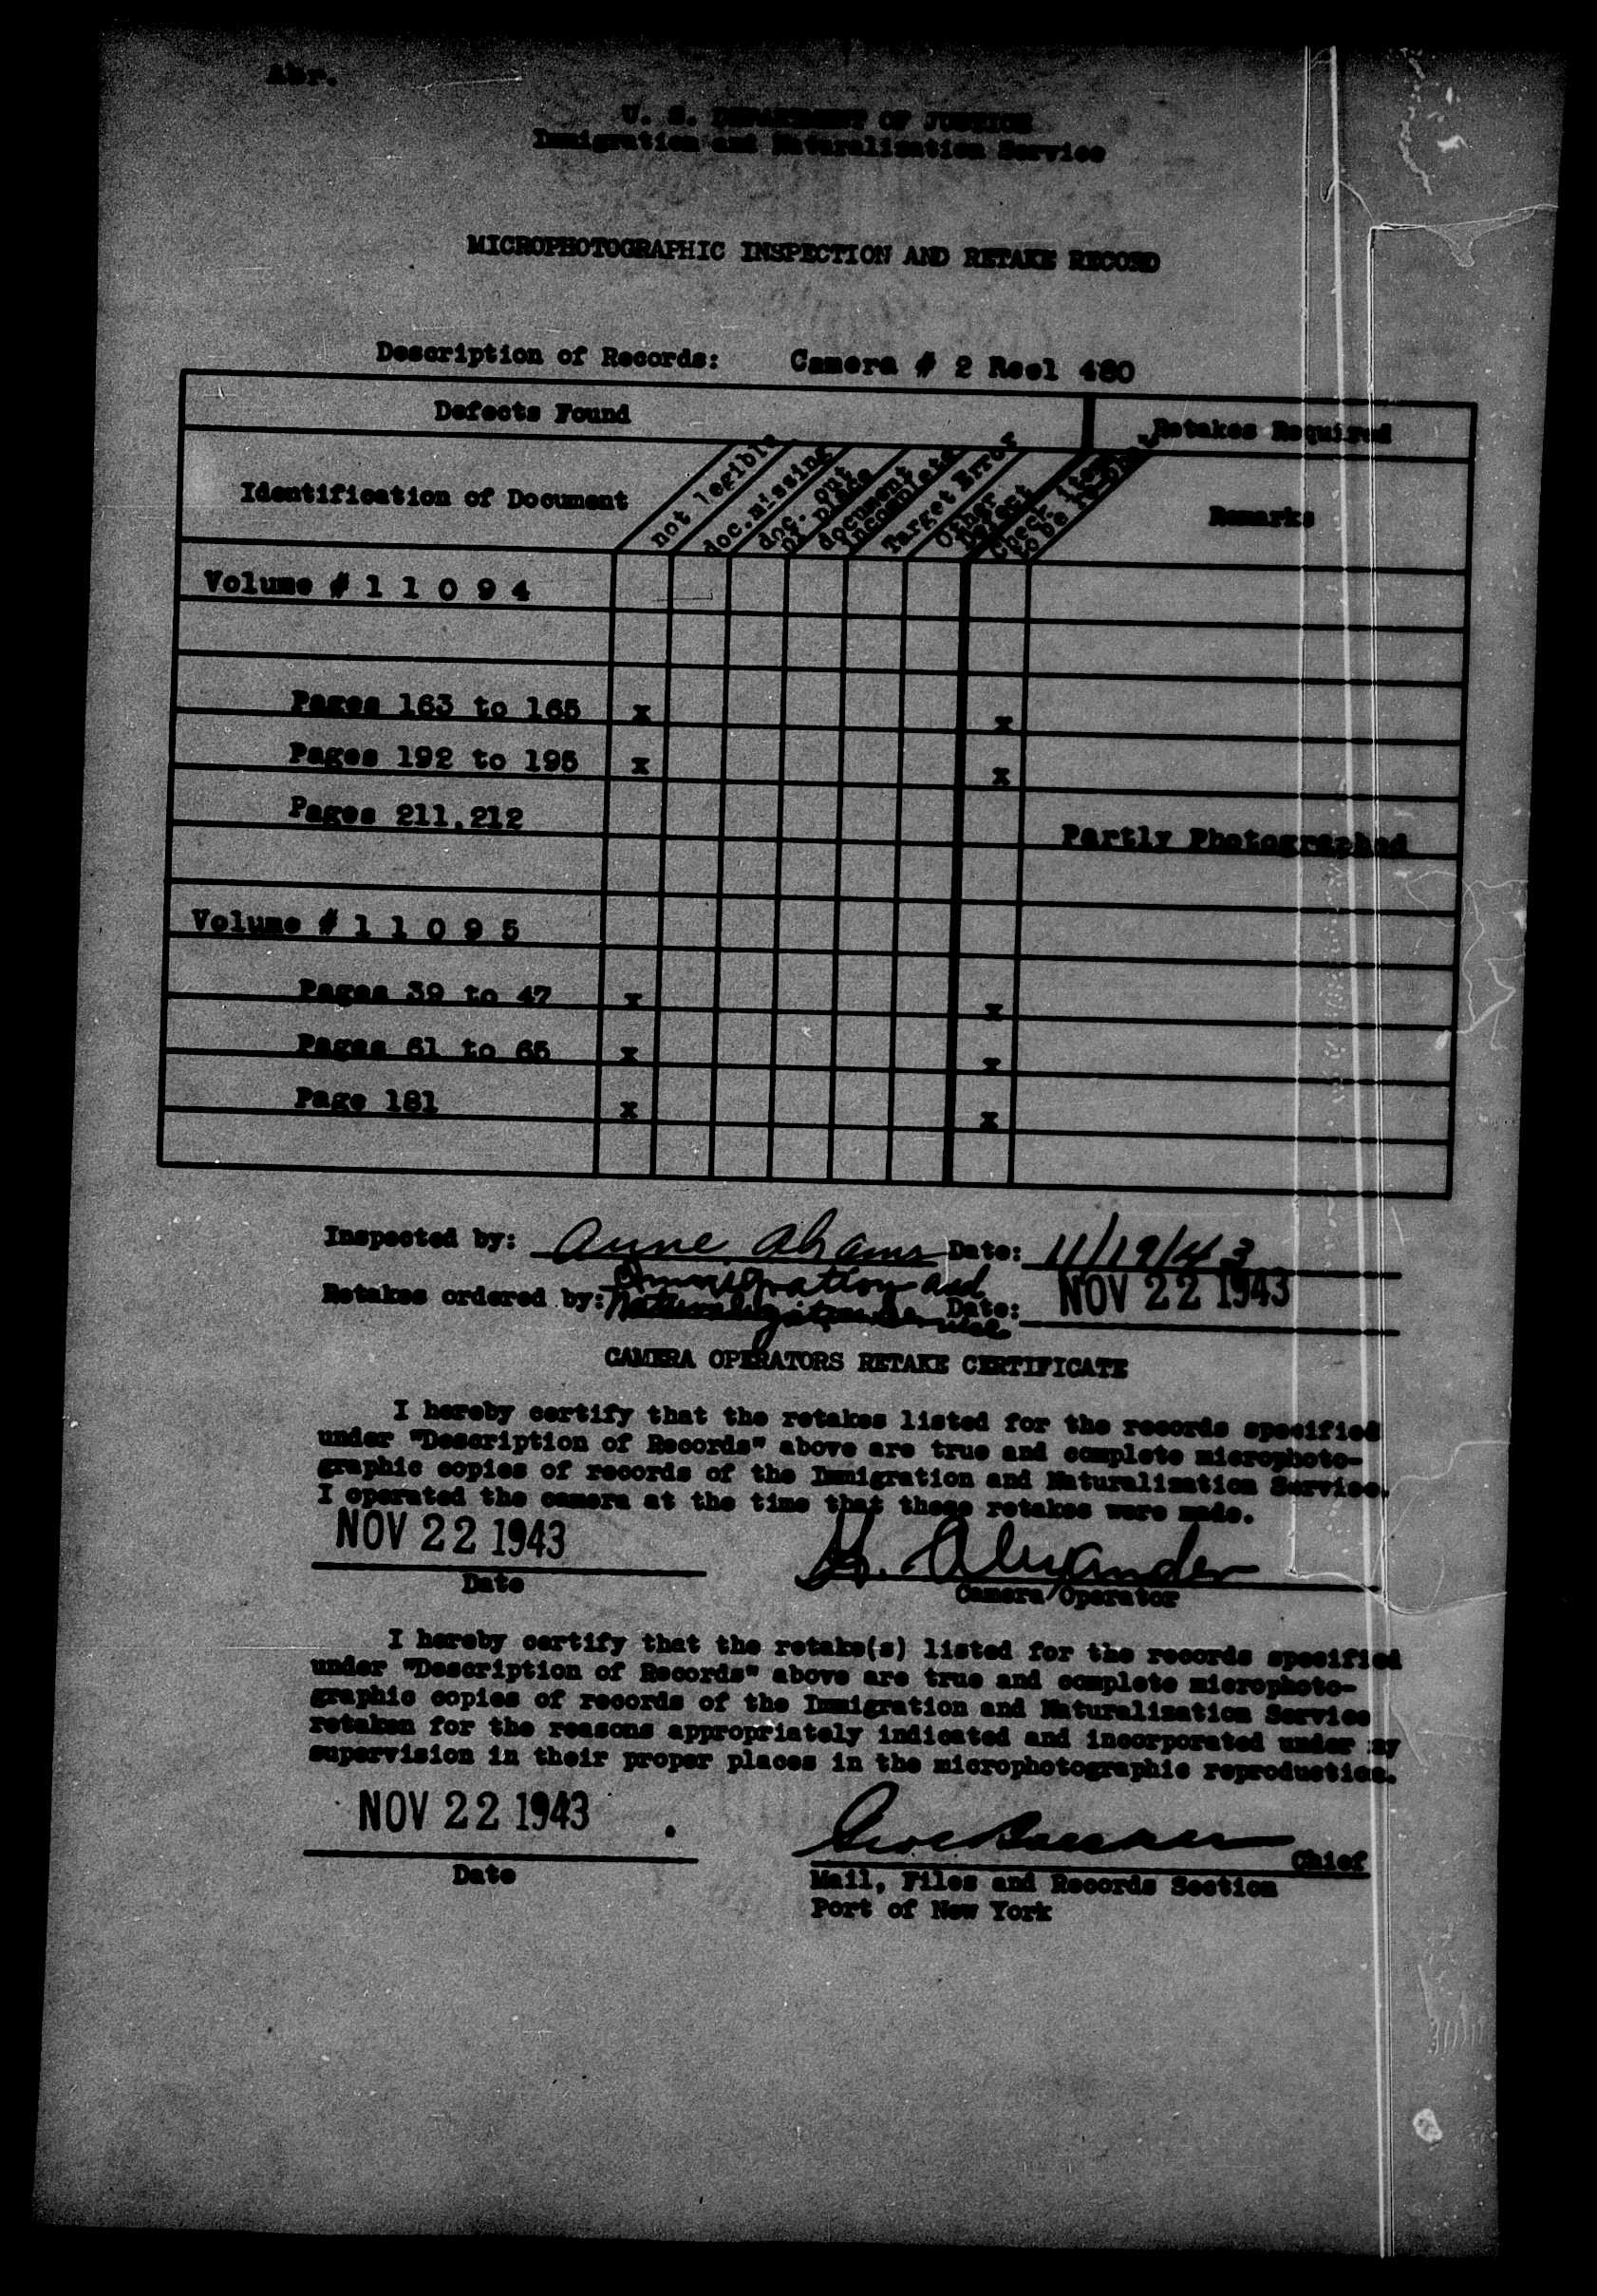 Abr.
U. S. DEPARTMENT OF JUSTICE
Immigration and Naturalization Service
MICROPHOTOGRAPHIC INSPECTION AND RETAKE RECORD
Description of Records: Camera # 2 Reel 480
Defects Found
Retakes Required
Identification of Document
not legible
doc. missing
doc. out of place
document incomplete
Target Error
Other Defect
Check item to be
Remarks
Volume # 1 1 0 9 4
Pages 163 to 165 x x
Pages 192 to 195 x x
Pages 211,212 Partly Photographed
Volume # 1 1 0 9 5
Pages 39 to 47 x x
Pages 61 to 65 x x
Page 181 x x
Inspected by: Anne Abrams Date: 11/19/43
Retakes ordered by: Immigration and Naturalization Service Date: NOV 22 1943
CAMERA OPERATORS RETAKE CERTIFICATE
I hereby certify that the retakes listed for the records specified
under "Description of Records" above are true and complete microphoto-
graphic copies of records of the Immigration and Naturalization Service.
I operated the camera at the time that these retakes were made.
NOV 22 1943
H. Alexander
Date
Camera Operator
I hereby certify that the retake(s) listed for the records specified
under "Description of Records" above are true and complete microphoto-
graphic copies of records of the Immigration and Naturalization Service
retaken for the reasons appropriately indicated and incorporated under my
supervision in their proper places in the microphotographic reproduction.
NOV 22 1943
Chief
Date
Mail, Files and Records Section
Port of New York